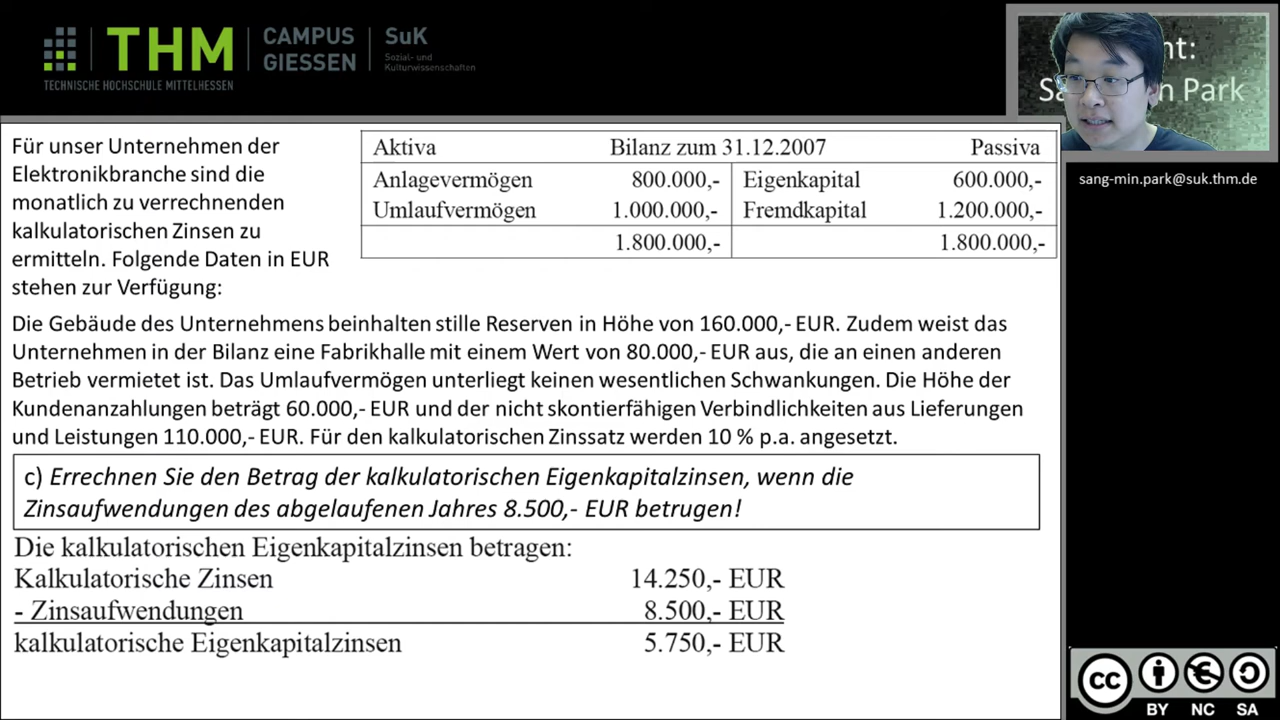 THM
CAMPUS
GIESSEN
SuK
Sozial- und
Kulturwissenschaften
TECHNISCHE HOCHSCHULE MITTELHESSEN
nt:
Sa n Park
sang-min.park@suk.thm.de
Für unser Unternehmen der
Elektronikbranche sind die
monatlich zu verrechnenden
kalkulatorischen Zinsen zu
ermitteln. Folgende Daten in EUR
stehen zur Verfügung:
Aktiva Bilanz zum 31.12.2007 Passiva
Anlagevermögen 800.000,- Eigenkapital 600.000,-
Umlaufvermögen 1.000.000,- Fremdkapital 1.200.000,-
1.800.000,- 1.800.000,-
Die Gebäude des Unternehmens beinhalten stille Reserven in Höhe von 160.000,- EUR. Zudem weist das
Unternehmen in der Bilanz eine Fabrikhalle mit einem Wert von 80.000,- EUR aus, die an einen anderen
Betrieb vermietet ist. Das Umlaufvermögen unterliegt keinen wesentlichen Schwankungen. Die Höhe der
Kundenanzahlungen beträgt 60.000,- EUR und der nicht skontierfähigen Verbindlichkeiten aus Lieferungen
und Leistungen 110.000,- EUR. Für den kalkulatorischen Zinssatz werden 10 % p.a. angesetzt.
c) Errechnen Sie den Betrag der kalkulatorischen Eigenkapitalzinsen, wenn die
Zinsaufwendungen des abgelaufenen Jahres 8.500,- EUR betrugen!
Die kalkulatorischen Eigenkapitalzinsen betragen:
Kalkulatorische Zinsen 14.250,- EUR
- Zinsaufwendungen 8.500,- EUR
kalkulatorische Eigenkapitalzinsen 5.750,- EUR
cc
BY NC SA